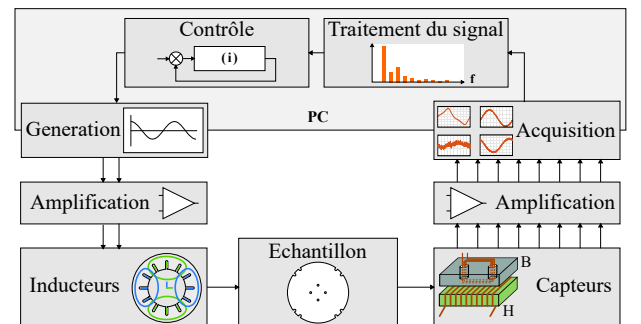 Contrôle
(i)
Traitement du signal
f
Generation
PC
Acquisition
Amplification
Amplification
Inducteurs
Echantillon
B
H
Capteurs